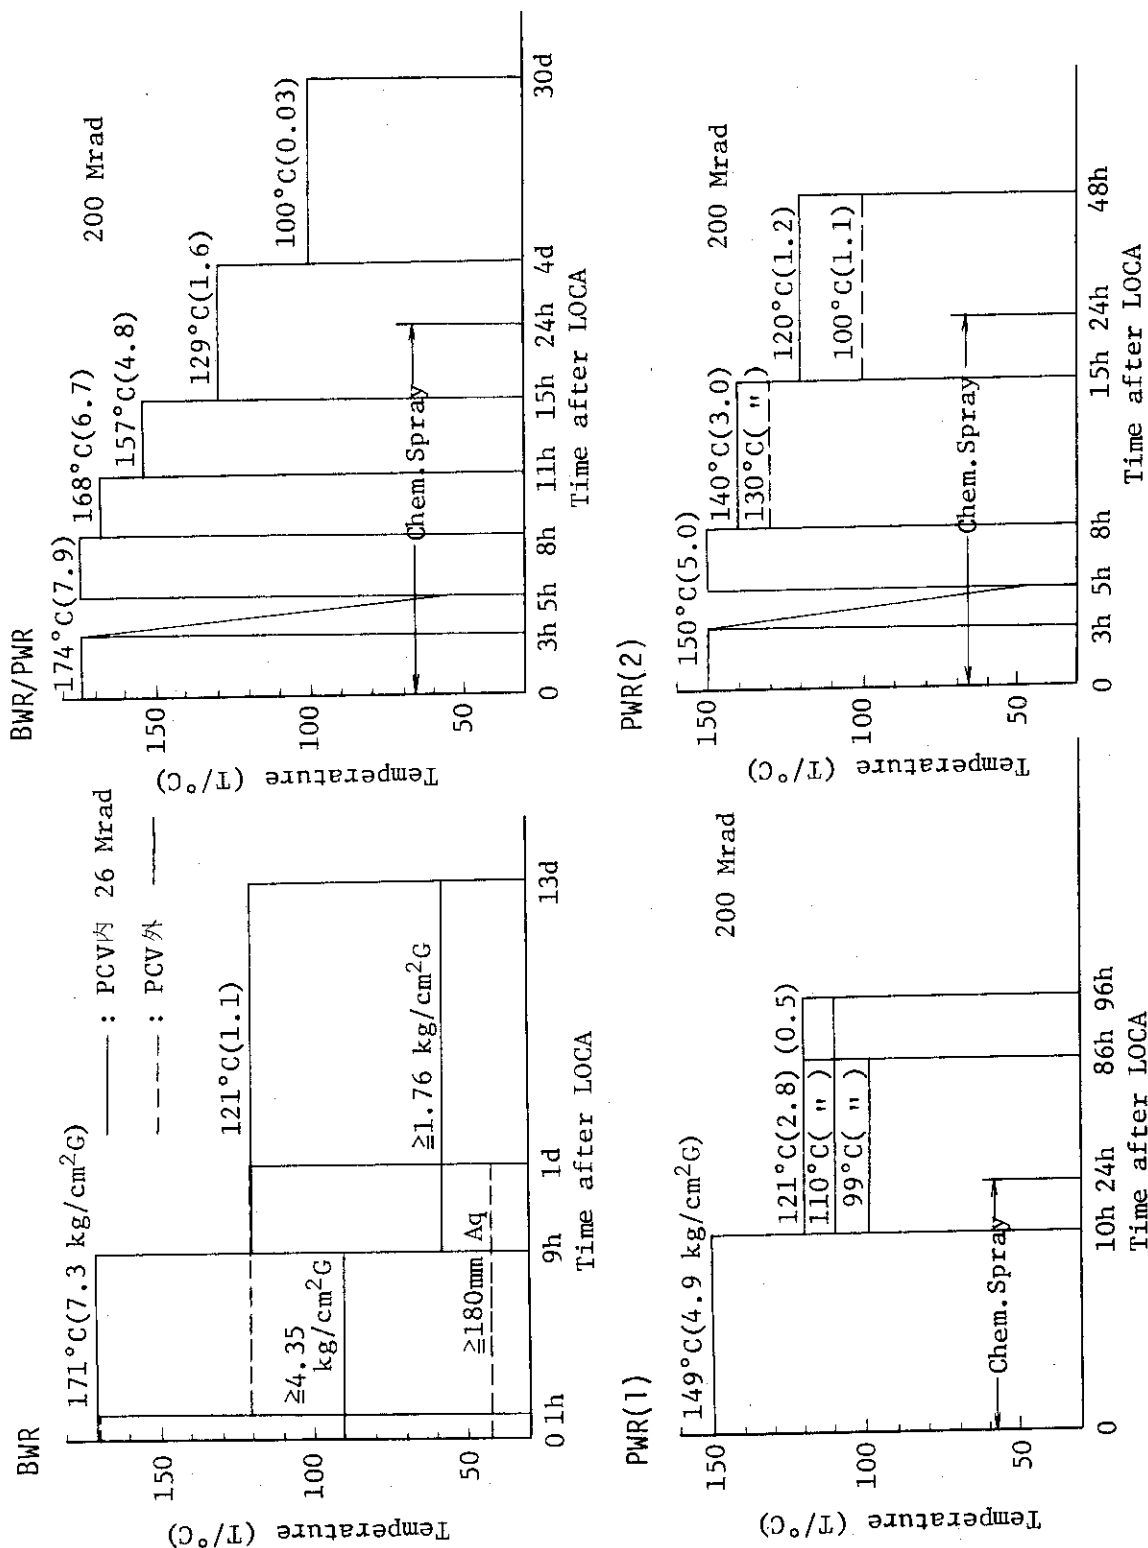 BWR
——— : PCV内 26 Mrad
– – – : PCV外 ———
171°C(7.3 kg/cm²G)
121°C(1.1)
≧4.35
kg/cm²G
≧1.76 kg/cm²G
≧180mm Aq
150
100
50
Temperature (T/°C)
0 1h 9h 1d 13d
Time after LOCA
BWR/PWR
200 Mrad
174°C(7.9)
168°C(6.7)
157°C(4.8)
129°C(1.6)
100°C(0.03)
Chem.Spray
150
100
50
Temperature (T/°C)
0 3h 5h 8h 11h 15h 24h 4d 30d
Time after LOCA
PWR(1)
200 Mrad
149°C(4.9 kg/cm²G)
121°C(2.8) (0.5)
110°C( " )
99°C( " )
Chem.Spray
150
100
50
Temperature (T/°C)
0 10h 24h 86h 96h
Time after LOCA
PWR(2)
200 Mrad
150°C(5.0)
140°C(3.0)
130°C( " )
120°C(1.2)
100°C(1.1)
Chem.Spray
150
100
50
Temperature (T/°C)
0 3h 5h 8h 15h 24h 48h
Time after LOCA